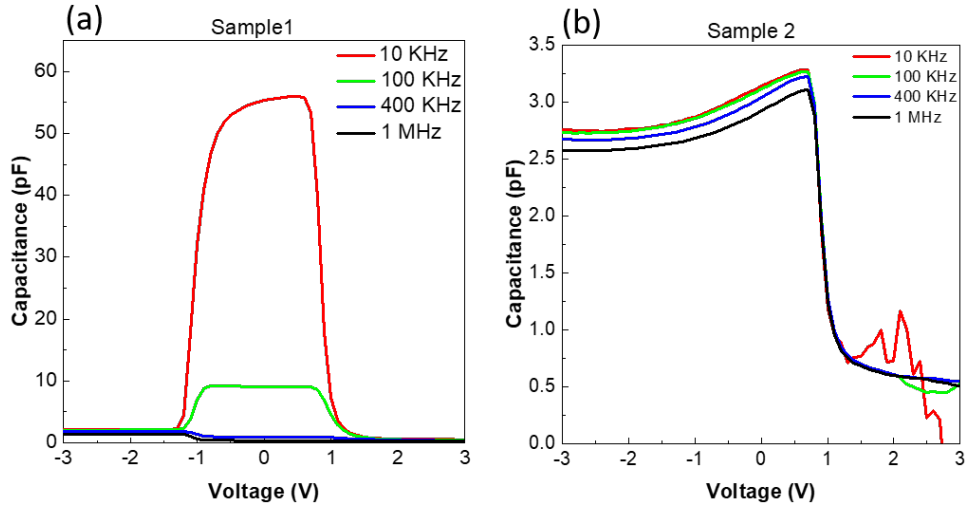 (a)
Sample1
10 KHz
100 KHz
400 KHz
1 MHz
60
50
40
30
20
10
0
-3 -2 -1 0 1 2 3
Capacitance (pF)
Voltage (V)
(b)
Sample 2
10 KHz
100 KHz
400 KHz
1 MHz
3.5
3.0
2.5
2.0
1.5
1.0
0.5
0.0
-3 -2 -1 0 1 2 3
Capacitance (pF)
Voltage (V)